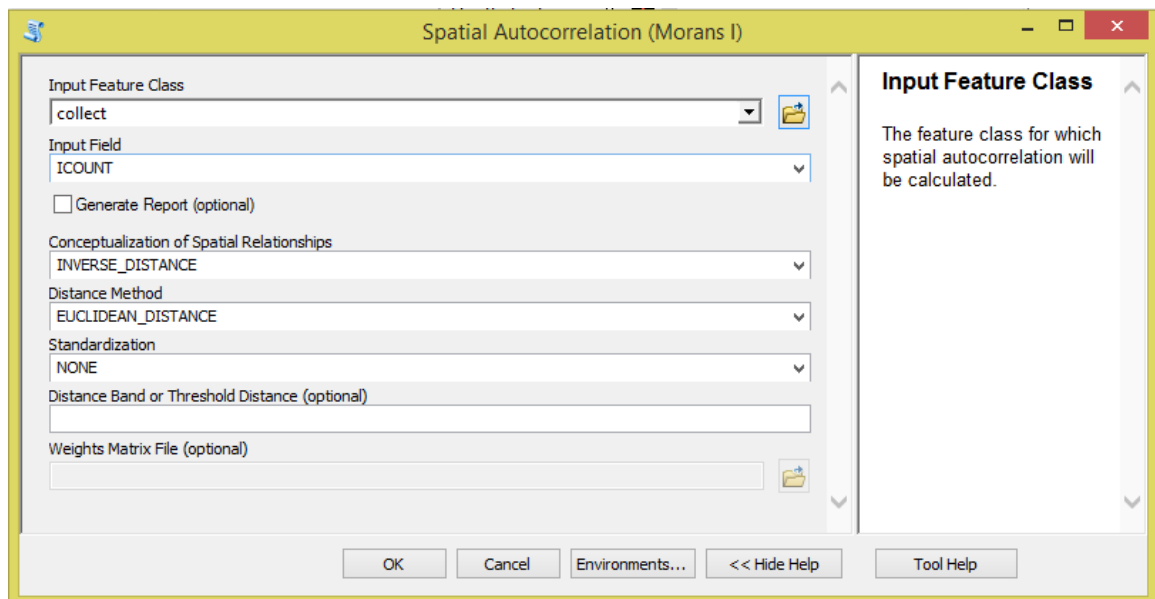 Spatial Autocorrelation (Morans I)
Input Feature Class
collect
Input Field
ICOUNT
Generate Report (optional)
Conceptualization of Spatial Relationships
INVERSE_DISTANCE
Distance Method
EUCLIDEAN_DISTANCE
Standardization
NONE
Distance Band or Threshold Distance (optional)
Weights Matrix File (optional)
Input Feature Class
The feature class for which
spatial autocorrelation will
be calculated.
OK
Cancel
Environments...
<< Hide Help
Tool Help